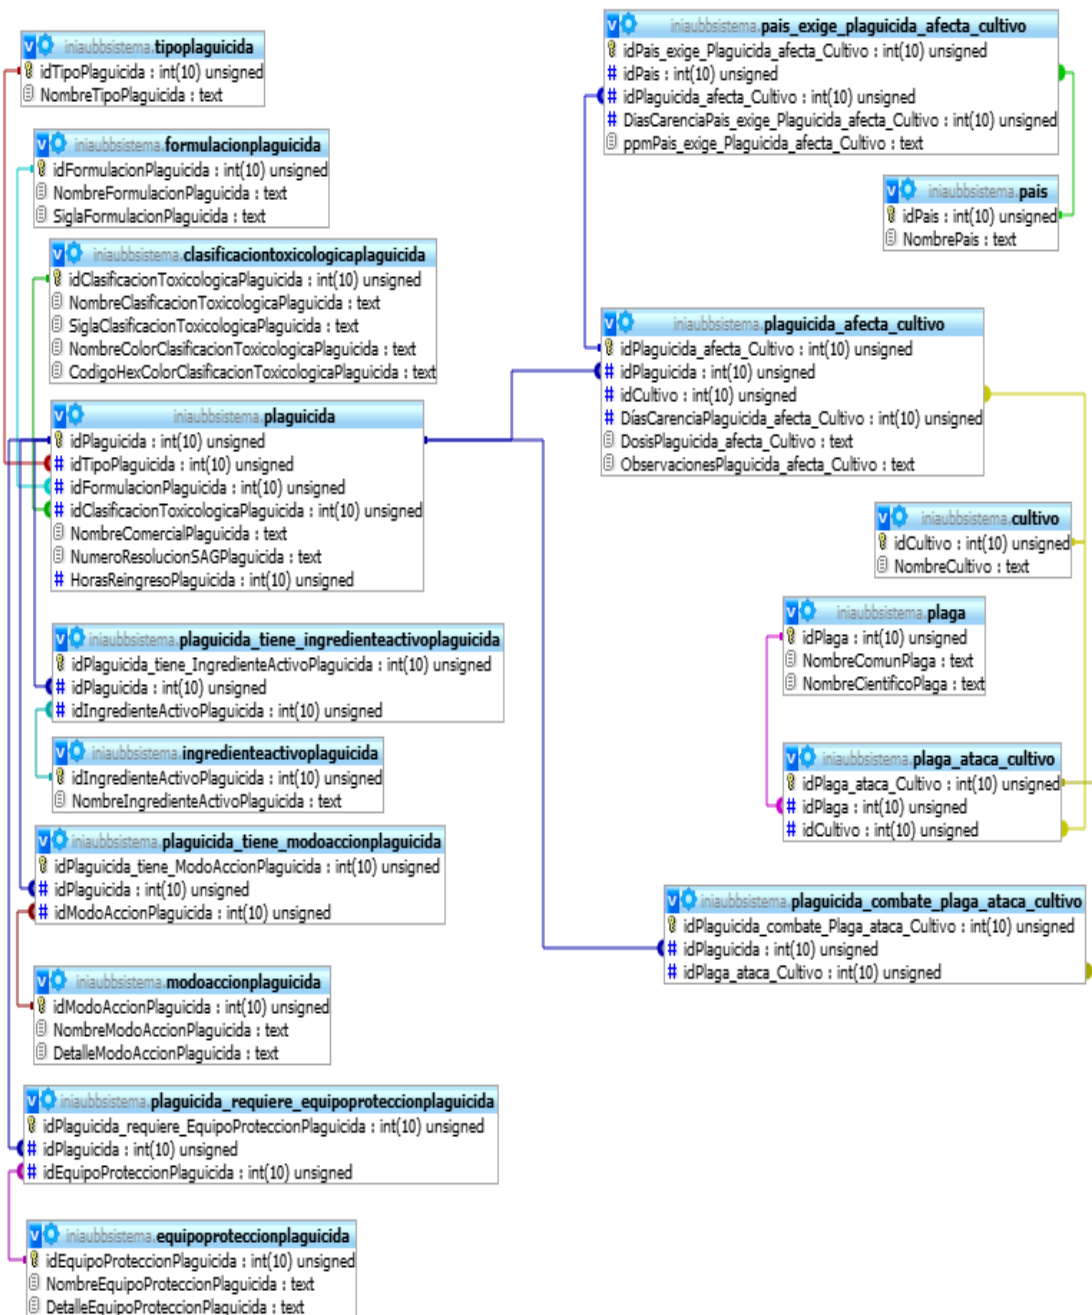 iniaubbsistema.tipoplaguicida
idTipoPlaguicida : int(10) unsigned
NombreTipoPlaguicida : text
iniaubbsistema.formulacionplaguicida
idFormulacionPlaguicida : int(10) unsigned
NombreFormulacionPlaguicida : text
SiglaFormulacionPlaguicida : text
iniaubbsistema.clasificaciontoxicologicaplaguicida
idClasificacionToxicologicaPlaguicida : int(10) unsigned
NombreClasificacionToxicologicaPlaguicida : text
SiglaClasificacionToxicologicaPlaguicida : text
NombreColorClasificacionToxicologicaPlaguicida : text
CodigoHexColorClasificacionToxicologicaPlaguicida : text
iniaubbsistema.plaguicida
idPlaguicida : int(10) unsigned
# idTipoPlaguicida : int(10) unsigned
# idFormulacionPlaguicida : int(10) unsigned
# idClasificacionToxicologicaPlaguicida : int(10) unsigned
NombreComercialPlaguicida : text
NumeroResolucionSAGPlaguicida : text
# HorasReingresoPlaguicida : int(10) unsigned
iniaubbsistema.plaguicida_tiene_ingredienteactivoplaguicida
idPlaguicida_tiene_IngredienteActivoPlaguicida : int(10) unsigned
# idPlaguicida : int(10) unsigned
# idIngredienteActivoPlaguicida : int(10) unsigned
iniaubbsistema.ingredienteactivoplaguicida
idIngredienteActivoPlaguicida : int(10) unsigned
NombreIngredienteActivoPlaguicida : text
iniaubbsistema.plaguicida_tiene_modoaccionplaguicida
idPlaguicida_tiene_ModoAccionPlaguicida : int(10) unsigned
# idPlaguicida : int(10) unsigned
# idModoAccionPlaguicida : int(10) unsigned
iniaubbsistema.modoaccionplaguicida
idModoAccionPlaguicida : int(10) unsigned
NombreModoAccionPlaguicida : text
DetalleModoAccionPlaguicida : text
iniaubbsistema.plaguicida_requiere_equipoproteccionplaguicida
idPlaguicida_requiere_EquipoProteccionPlaguicida : int(10) unsigned
# idPlaguicida : int(10) unsigned
# idEquipoProteccionPlaguicida : int(10) unsigned
iniaubbsistema.equipoproteccionplaguicida
idEquipoProteccionPlaguicida : int(10) unsigned
NombreEquipoProteccionPlaguicida : text
DetalleEquipoProteccionPlaguicida : text
iniaubbsistema.pais_exige_plaguicida_afecta_cultivo
idPais_exige_Plaguicida_afecta_Cultivo : int(10) unsigned
# idPais : int(10) unsigned
# idPlaguicida_afecta_Cultivo : int(10) unsigned
# DiasCarenciaPais_exige_Plaguicida_afecta_Cultivo : int(10) unsigned
ppmPais_exige_Plaguicida_afecta_Cultivo : text
iniaubbsistema.pais
idPais : int(10) unsigned
NombrePais : text
iniaubbsistema.plaguicida_afecta_cultivo
idPlaguicida_afecta_Cultivo : int(10) unsigned
# idPlaguicida : int(10) unsigned
# idCultivo : int(10) unsigned
# DíasCarenciaPlaguicida_afecta_Cultivo : int(10) unsigned
DosisPlaguicida_afecta_Cultivo : text
ObservacionesPlaguicida_afecta_Cultivo : text
iniaubbsistema.cultivo
idCultivo : int(10) unsigned
NombreCultivo : text
iniaubbsistema.plaga
idPlaga : int(10) unsigned
NombreComunPlaga : text
NombreCientificoPlaga : text
iniaubbsistema.plaga_ataca_cultivo
idPlaga_ataca_Cultivo : int(10) unsigned
# idPlaga : int(10) unsigned
# idCultivo : int(10) unsigned
iniaubbsistema.plaguicida_combate_plaga_ataca_cultivo
idPlaguicida_combate_Plaga_ataca_Cultivo : int(10) unsigned
# idPlaguicida : int(10) unsigned
# idPlaga_ataca_Cultivo : int(10) unsigned